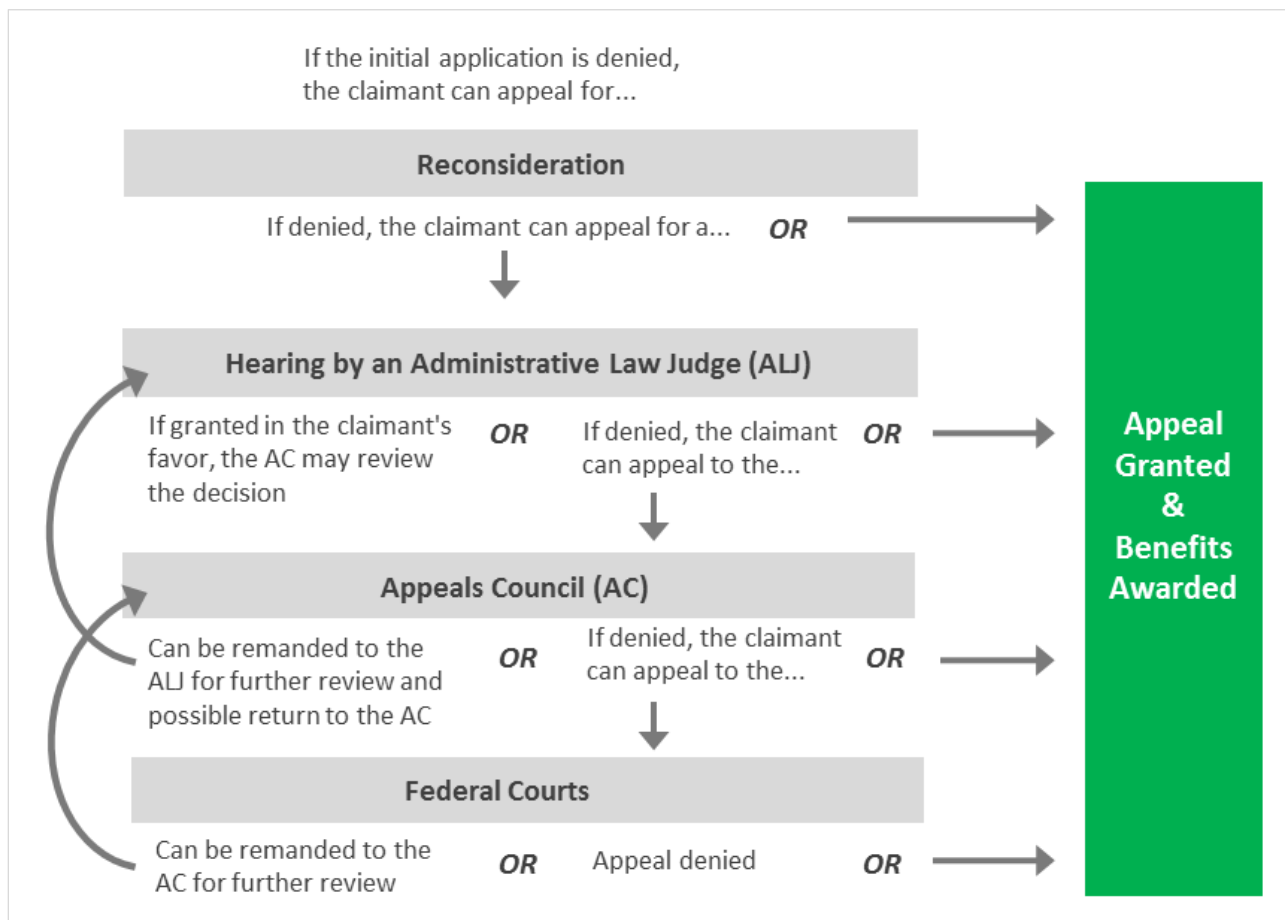 If the initial application is denied,
the claimant can appeal for...
Reconsideration
If denied, the claimant can appeal for a...
OR
Hearing by an Administrative Law Judge (ALJ)
If granted in the claimant's
favor, the AC may review
the decision
OR
If denied, the claimant
can appeal to the...
OR
Appeals Council (AC)
Can be remanded to the
ALJ for further review and
possible return to the AC
OR
If denied, the claimant
can appeal to the...
OR
Federal Courts
Can be remanded to the
AC for further review
OR
Appeal denied
OR
Appeal
Granted
&
Benefits
Awarded